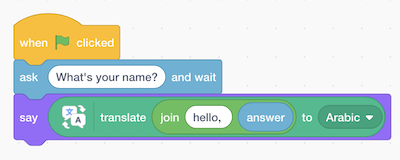 when clicked
ask What's your name? and wait
say translate join hello, answer to Arabic